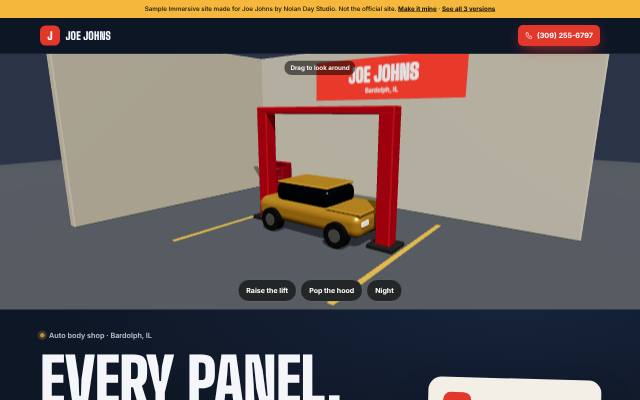 Sample Immersive site made for Joe Johns by Nolan Day Studio. Not the official site. Make it mine · See all 3 versions
J JOE JOHNS
(309) 255-6797
Drag to look around
JOE JOHNS
Bardolph, IL
Raise the lift
Pop the hood
Night
Auto body shop · Bardolph, IL
EVERY PANEL.